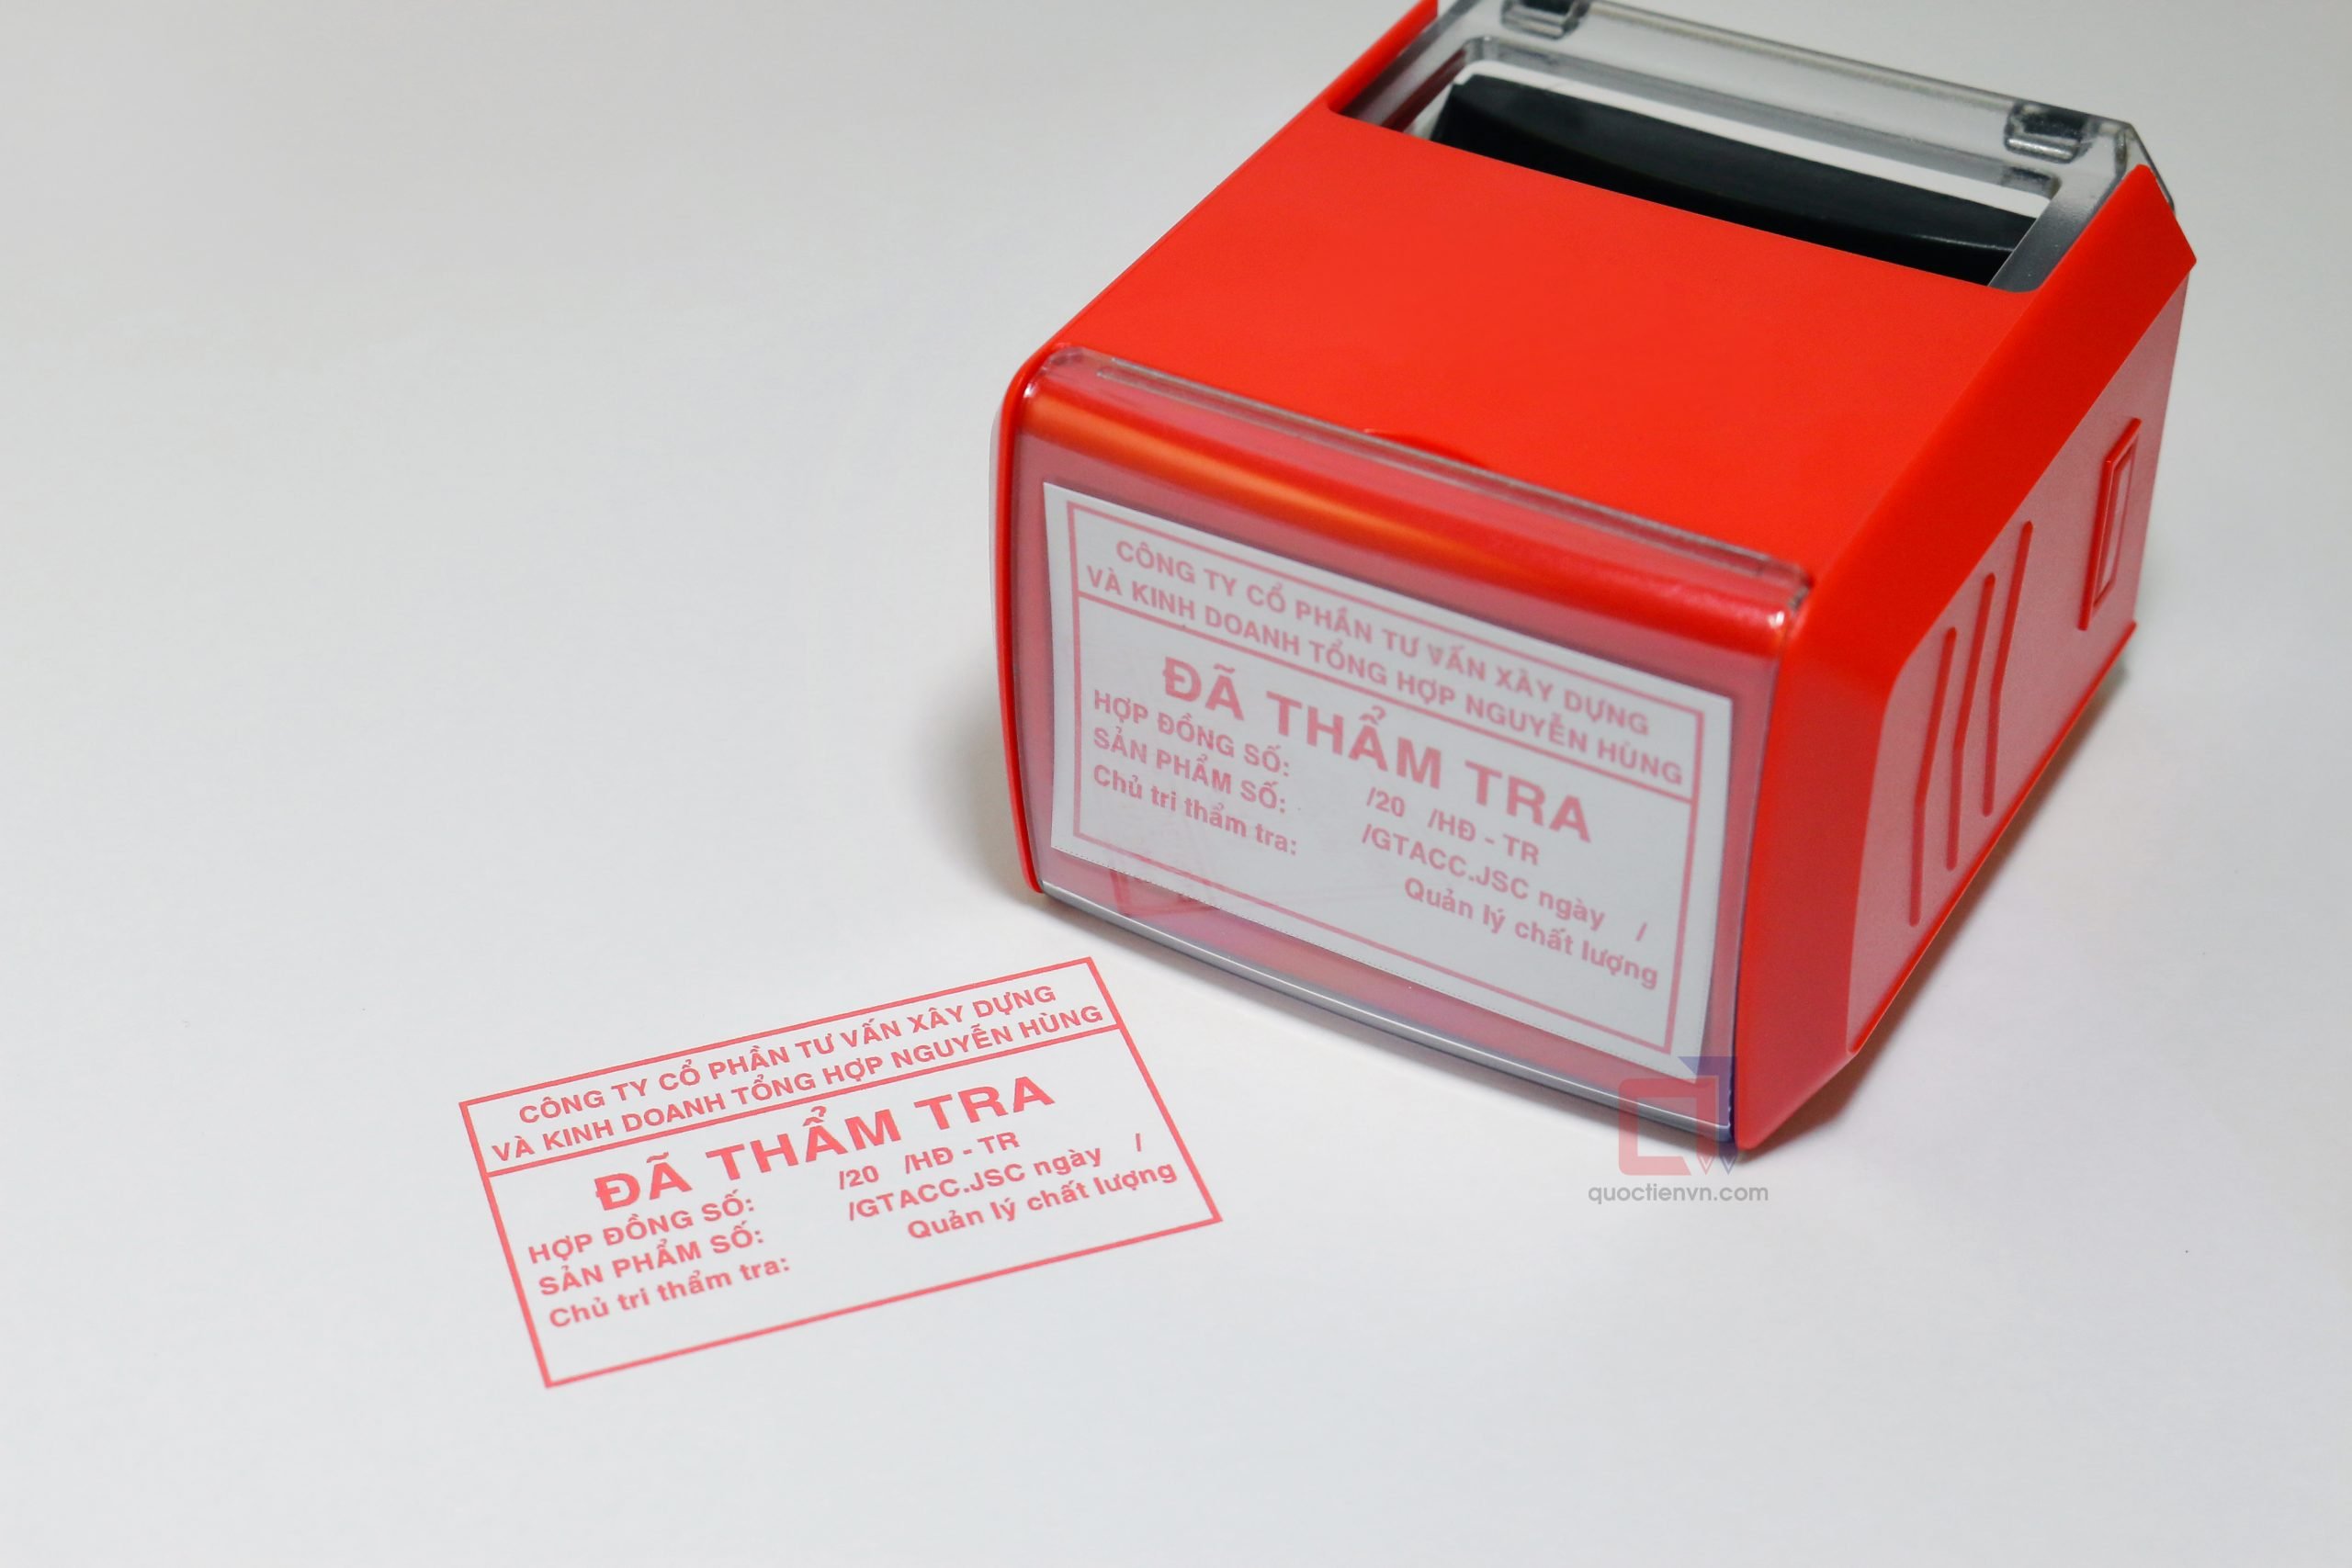 CÔNG TY CỔ PHẦN TƯ VẤN XÂY DỰNG
VÀ KINH DOANH TỔNG HỢP NGUYỄN HÙNG
ĐÃ THẨM TRA
HỢP ĐỒNG SỐ: /20 /HĐ - TR
SẢN PHẨM SỐ: /GTACC.JSC ngày /
Chủ trì thẩm tra: Quản lý chất lượng
CÔNG TY CỔ PHẦN TƯ VẤN XÂY DỰNG
VÀ KINH DOANH TỔNG HỢP NGUYỄN HÙNG
ĐÃ THẨM TRA
HỢP ĐỒNG SỐ: /20 /HĐ - TR
SẢN PHẨM SỐ: /GTACC.JSC ngày /
Chủ trì thẩm tra: Quản lý chất lượng
quoctienvn.com